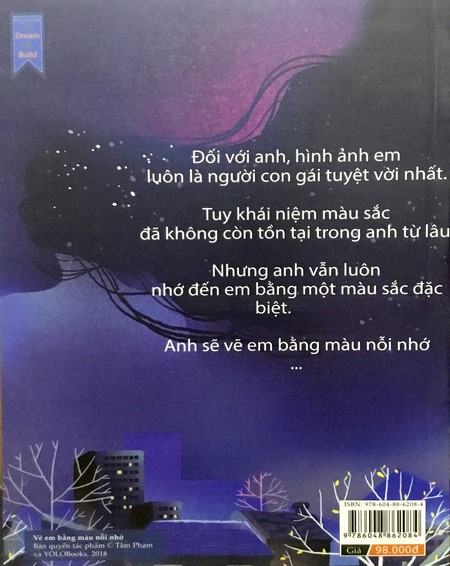 Dream
Build
Đối với anh, hình ảnh em
luôn là người con gái tuyệt vời nhất.
Tuy khái niệm màu sắc
đã không còn tồn tại trong anh từ lâu
Nhưng anh vẫn luôn
nhớ đến em bằng một màu sắc đặc
biệt.
Anh sẽ vẽ em bằng màu nỗi nhớ
...
ISBN: 978-604-88-6208-4
9 786048 862084
Giá 98.000đ
Vẽ em bằng màu nỗi nhớ
Bản quyền tác phẩm © Tâm Phạm
và YOLOBooks, 2018